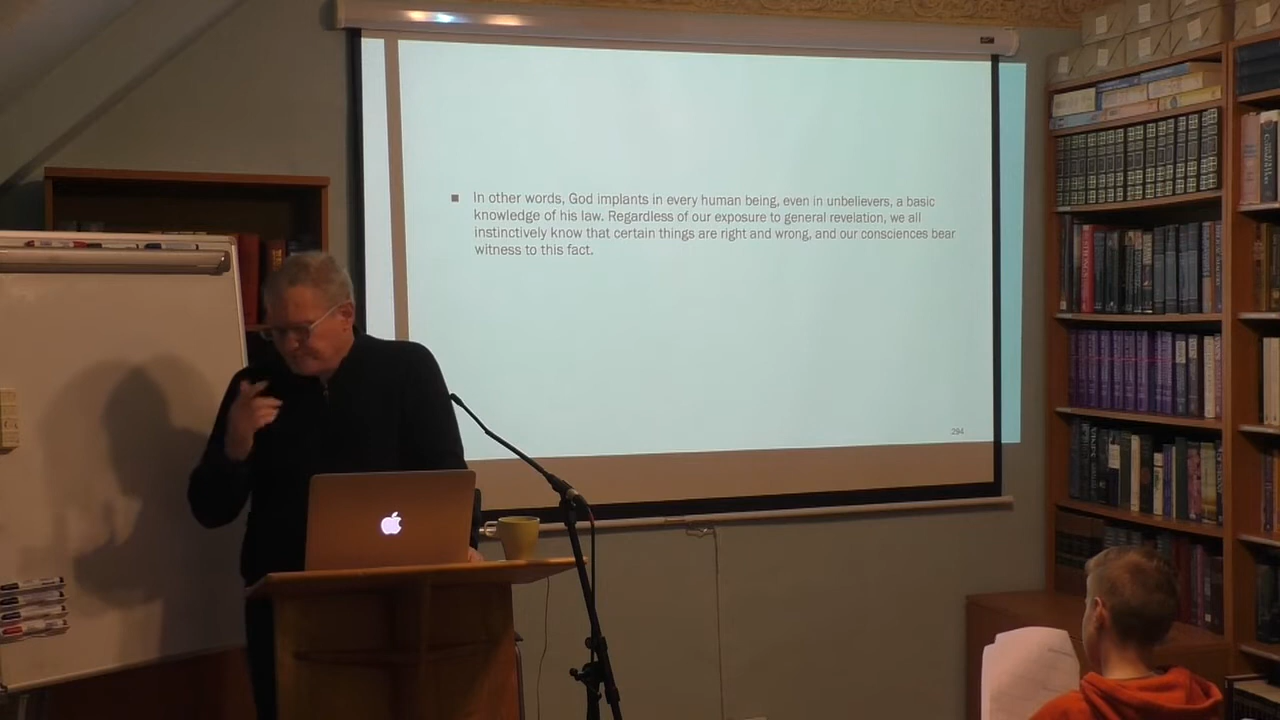 In other words, God implants in every human being, even in unbelievers, a basic
knowledge of his law. Regardless of our exposure to general revelation, we all
instinctively know that certain things are right and wrong, and our consciences bear
witness to this fact.
294